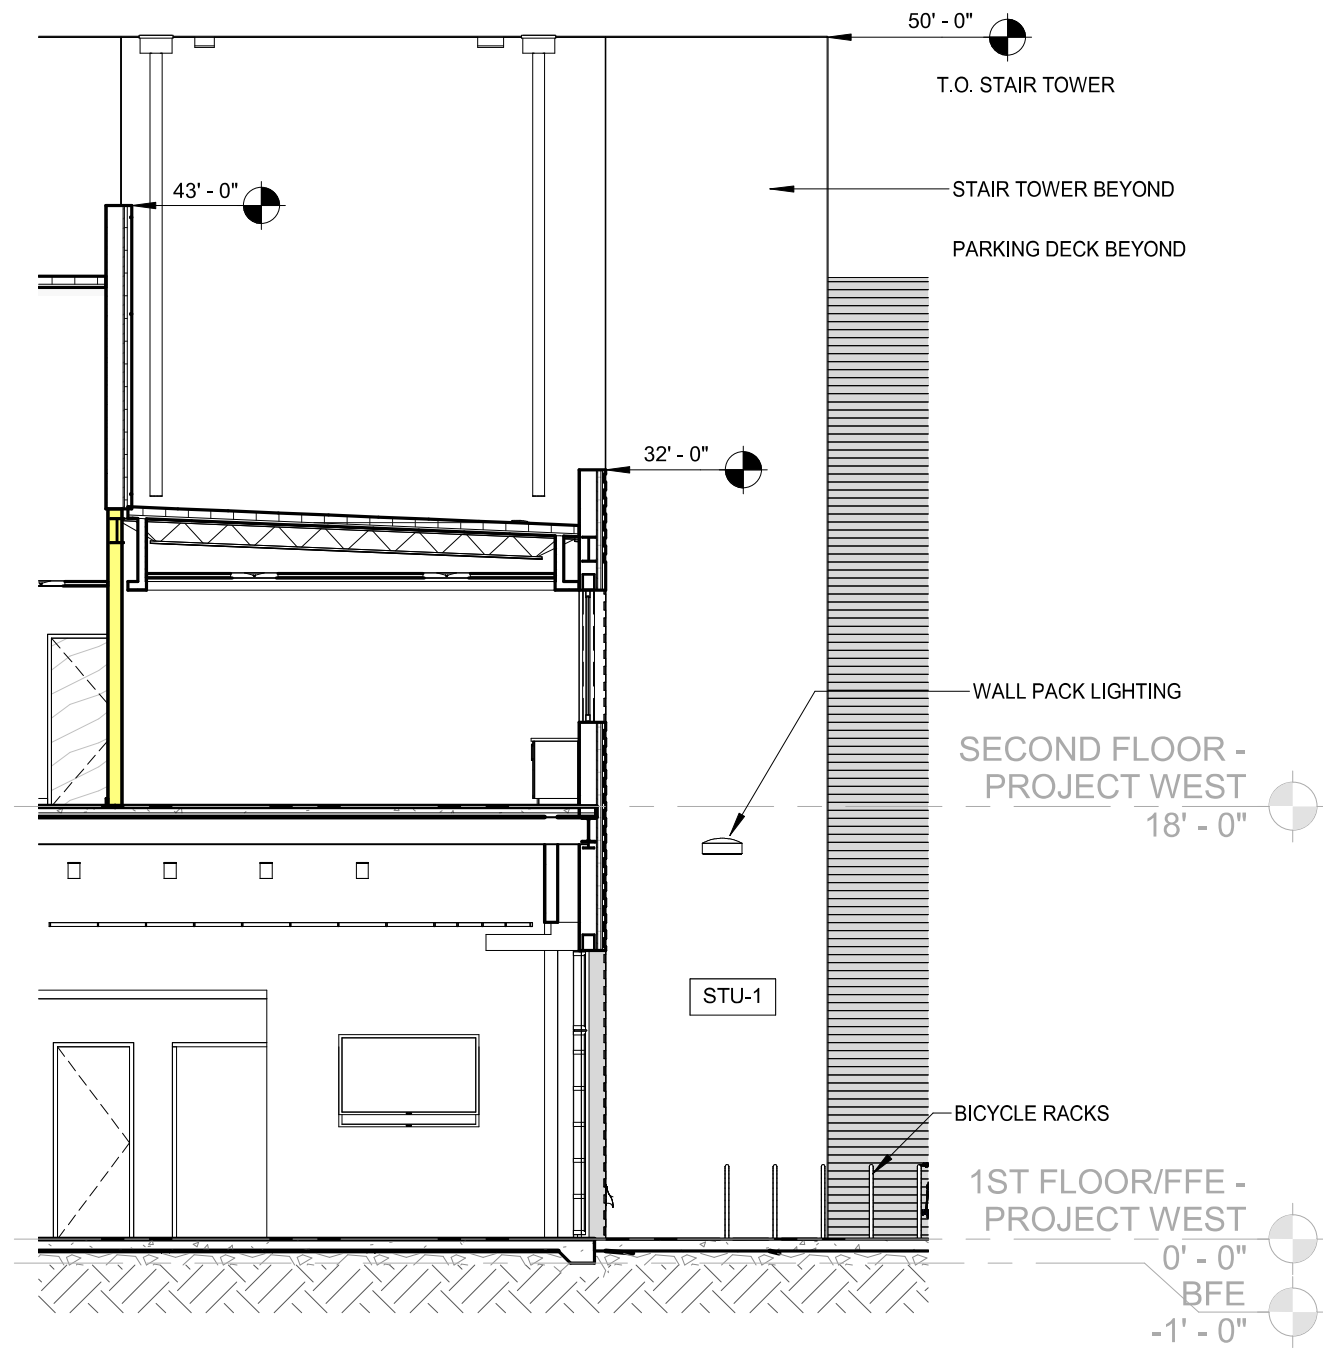 50' - 0"
T.O. STAIR TOWER
43' - 0"
STAIR TOWER BEYOND
PARKING DECK BEYOND
32' - 0"
WALL PACK LIGHTING
SECOND FLOOR -
PROJECT WEST
18' - 0"
STU-1
BICYCLE RACKS
1ST FLOOR/FFE -
PROJECT WEST
0' - 0"
BFE
-1' - 0"